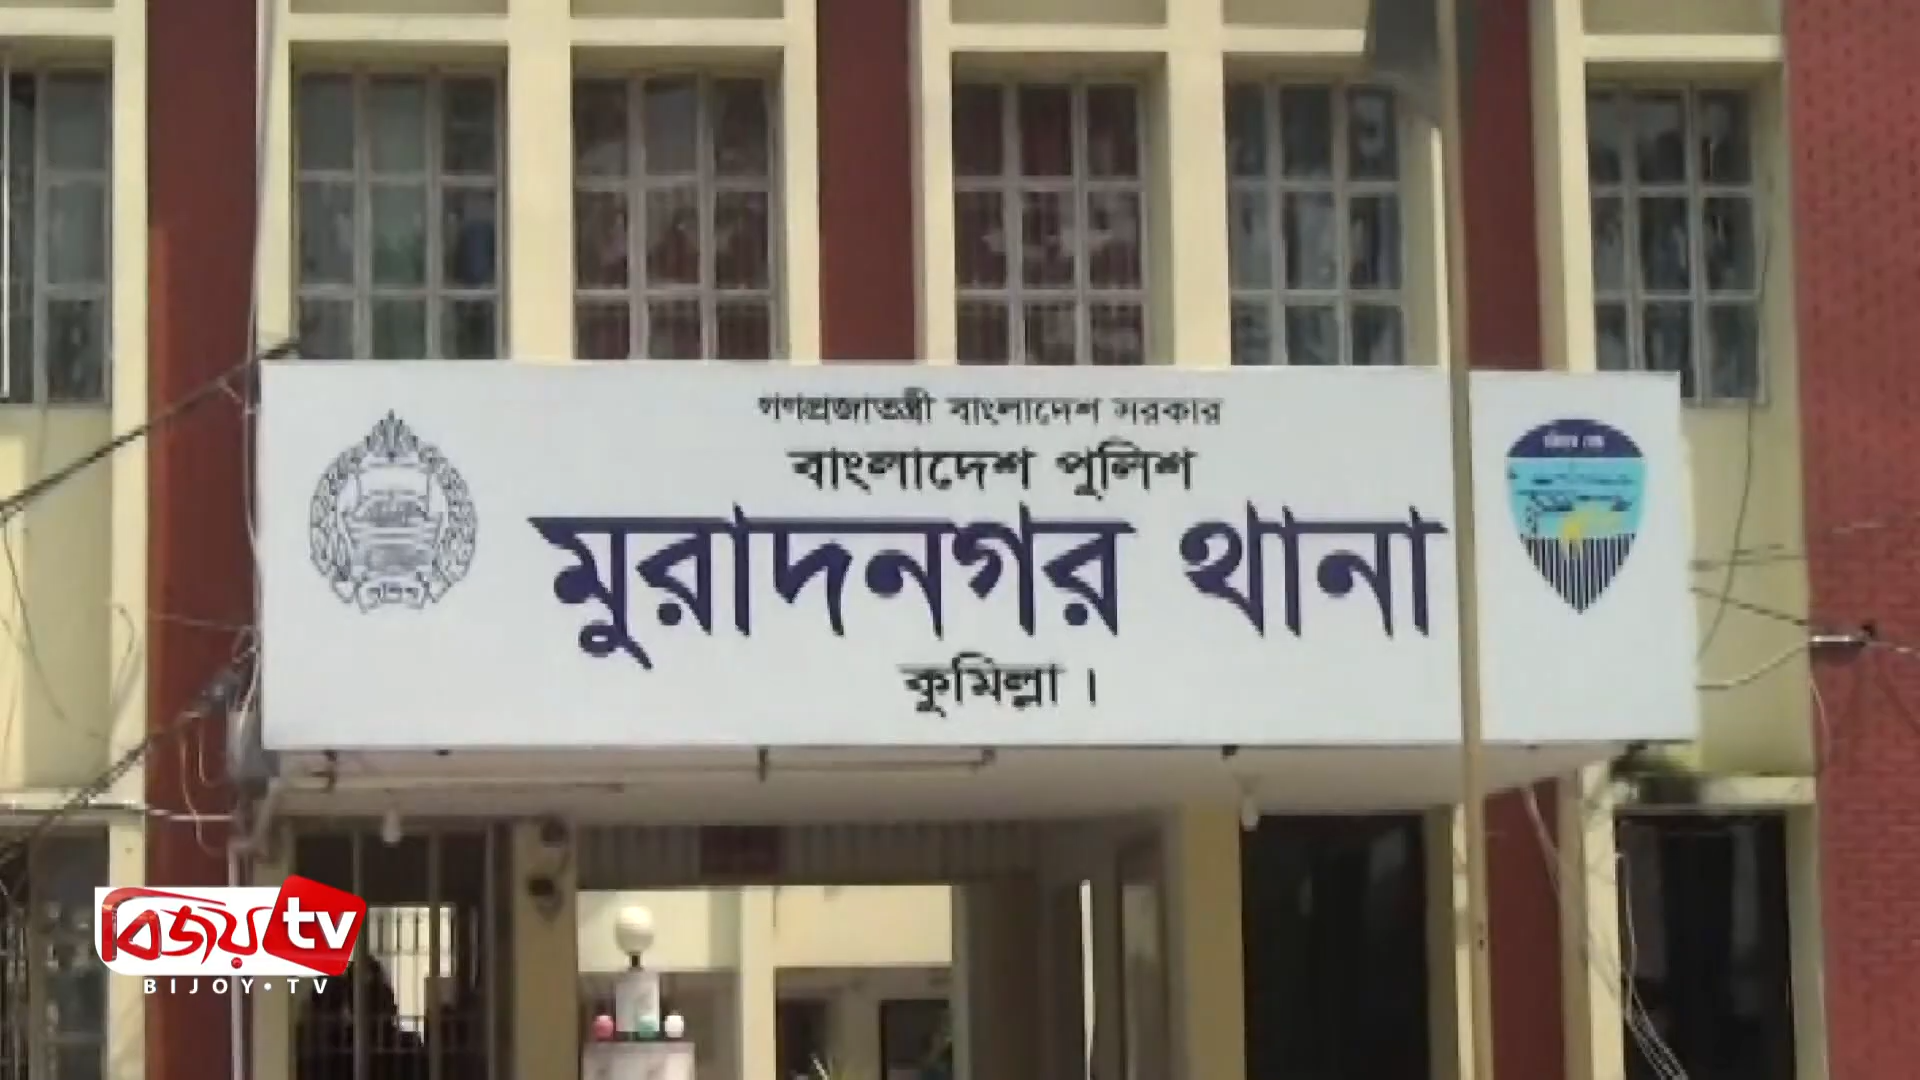 গণপ্রজাতন্ত্রী বাংলাদেশ সরকার
বাংলাদেশ পুলিশ
মুরাদনগর থানা
কুমিল্লা ।
পুলিশ
বিজয় tv
BIJOY•TV